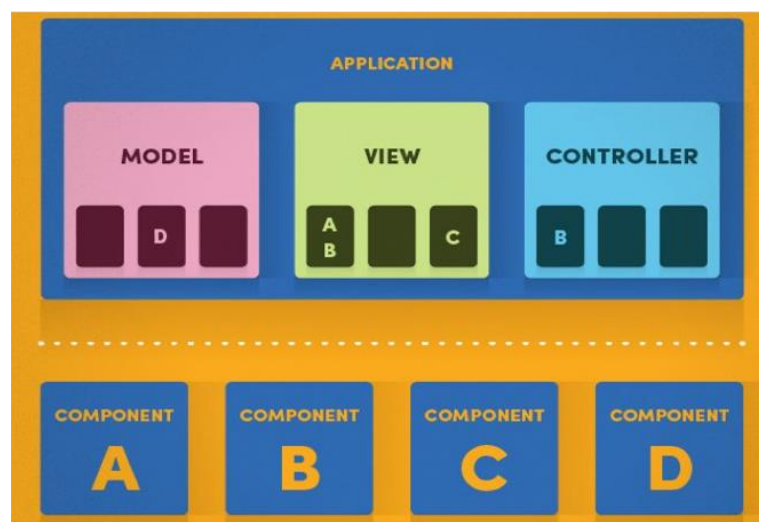 APPLICATION
MODEL
VIEW
CONTROLLER
D
A
B
C
B
COMPONENT
A
COMPONENT
B
COMPONENT
C
COMPONENT
D